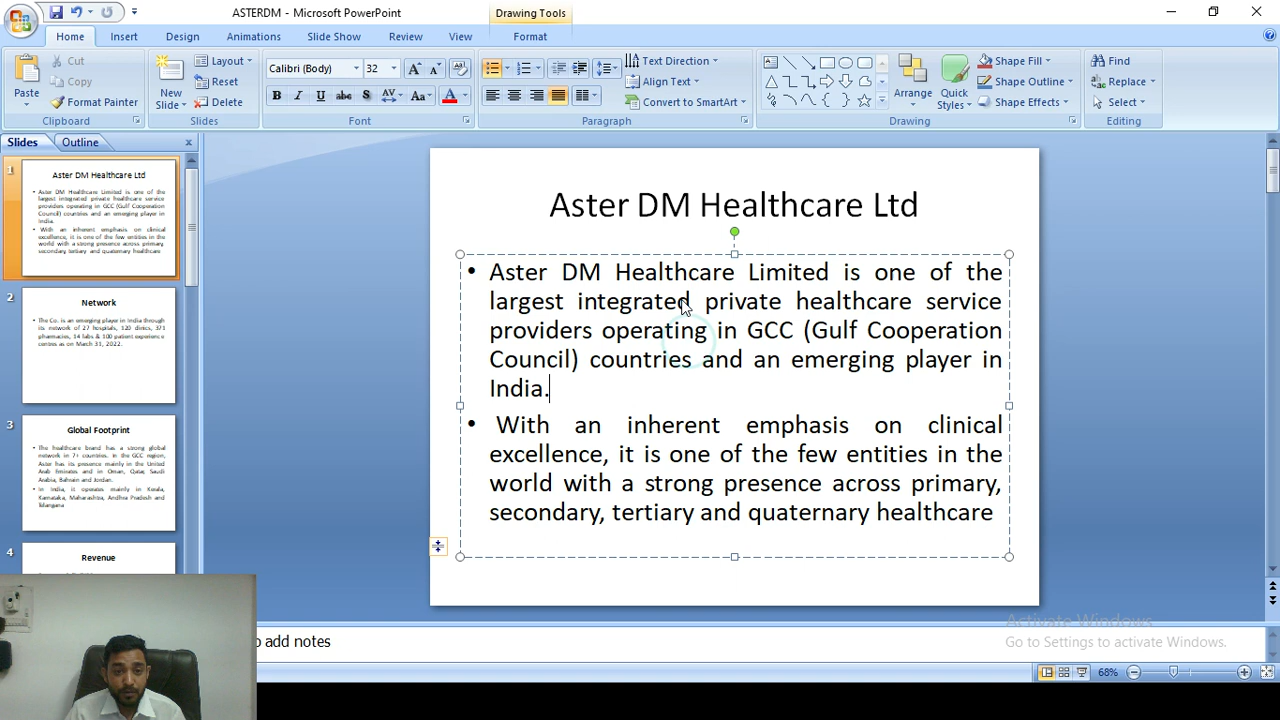 ASTERDM - Microsoft PowerPoint
Drawing Tools
Home
Insert
Design
Animations
Slide Show
Review
View
Format
Paste
Cut
Copy
Format Painter
Clipboard
New
Slide
Layout
Reset
Delete
Slides
Calibri (Body)
32
Font
Text Direction
Align Text
Convert to SmartArt
Paragraph
Arrange
Quick
Styles
Shape Fill
Shape Outline
Shape Effects
Drawing
Find
Replace
Select
Editing
Slides
Outline
1
Aster DM Healthcare Ltd
• Aster DM Healthcare Limited is one of the
largest integrated private healthcare service
providers operating in GCC (Gulf Cooperation
Council) countries and an emerging player in
India.
• With an inherent emphasis on clinical
excellence, it is one of the few entities in the
world with a strong presence across primary,
secondary, tertiary and quaternary healthcare
2
Network
• The Co. is an emerging player in India through
its network of 27 hospitals, 120 clinics, 371
pharmacies, 14 labs & 100 patient experience
centres as on March 31, 2022.
3
Global Footprint
• The healthcare brand has a strong global
network in 7+ countries. In the GCC region,
Aster has its presence mainly in the United
Arab Emirates and in Oman, Qatar, Saudi
Arabia, Bahrain and Jordan.
• In India, it operates mainly in Kerala,
Karnataka, Maharashtra, Andhra Pradesh and
Telangana
4
Revenue
Aster DM Healthcare Ltd
• Aster DM Healthcare Limited is one of the
largest integrated private healthcare service
providers operating in GCC (Gulf Cooperation
Council) countries and an emerging player in
India.
• With an inherent emphasis on clinical
excellence, it is one of the few entities in the
world with a strong presence across primary,
secondary, tertiary and quaternary healthcare
add notes
Activate Windows
Go to Settings to activate Windows.
68%